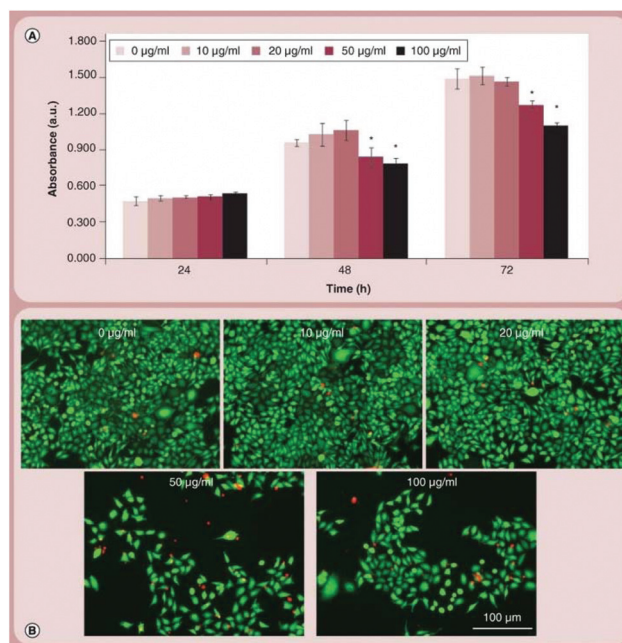 A
1.800
0 µg/ml 10 µg/ml 20 µg/ml 50 µg/ml 100 µg/ml
1.500
1.200
0.900
0.600
0.300
0.000
Absorbance (a.u.)
* * * *
24 48 72
Time (h)
0 µg/ml 10 µg/ml 20 µg/ml
50 µg/ml 100 µg/ml
100 µm
B